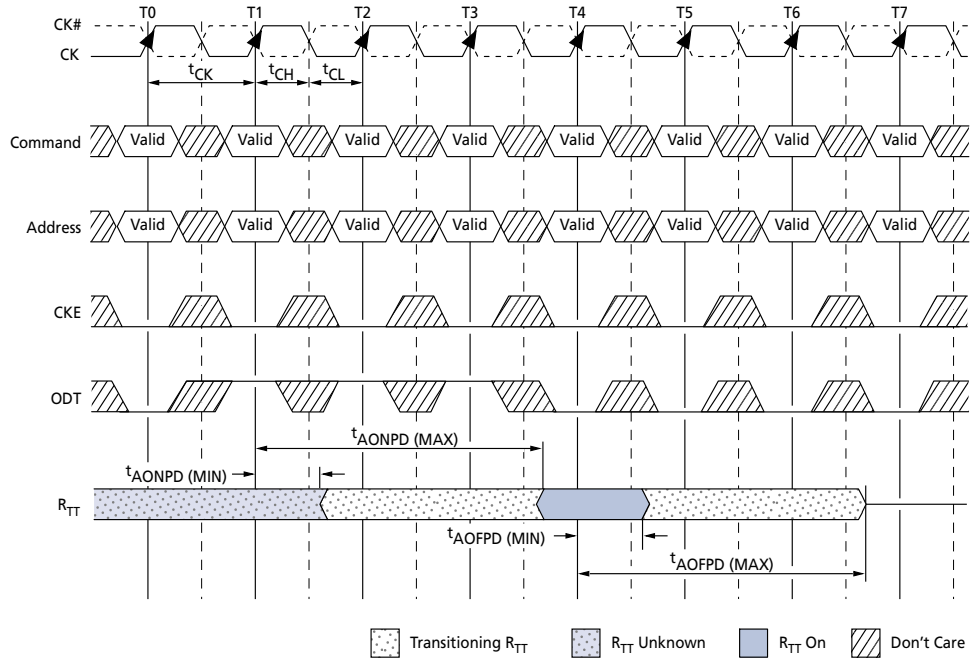 T0 T1 T2 T3 T4 T5 T6 T7
CK#
CK
tCK tCH tCL
Command Valid Valid Valid Valid Valid Valid Valid Valid
Address Valid Valid Valid Valid Valid Valid Valid Valid
CKE
ODT
tAONPD (MAX)
tAONPD (MIN)
RTT
tAOFPD (MIN)
tAOFPD (MAX)
Transitioning RTT RTT Unknown RTT On Don't Care